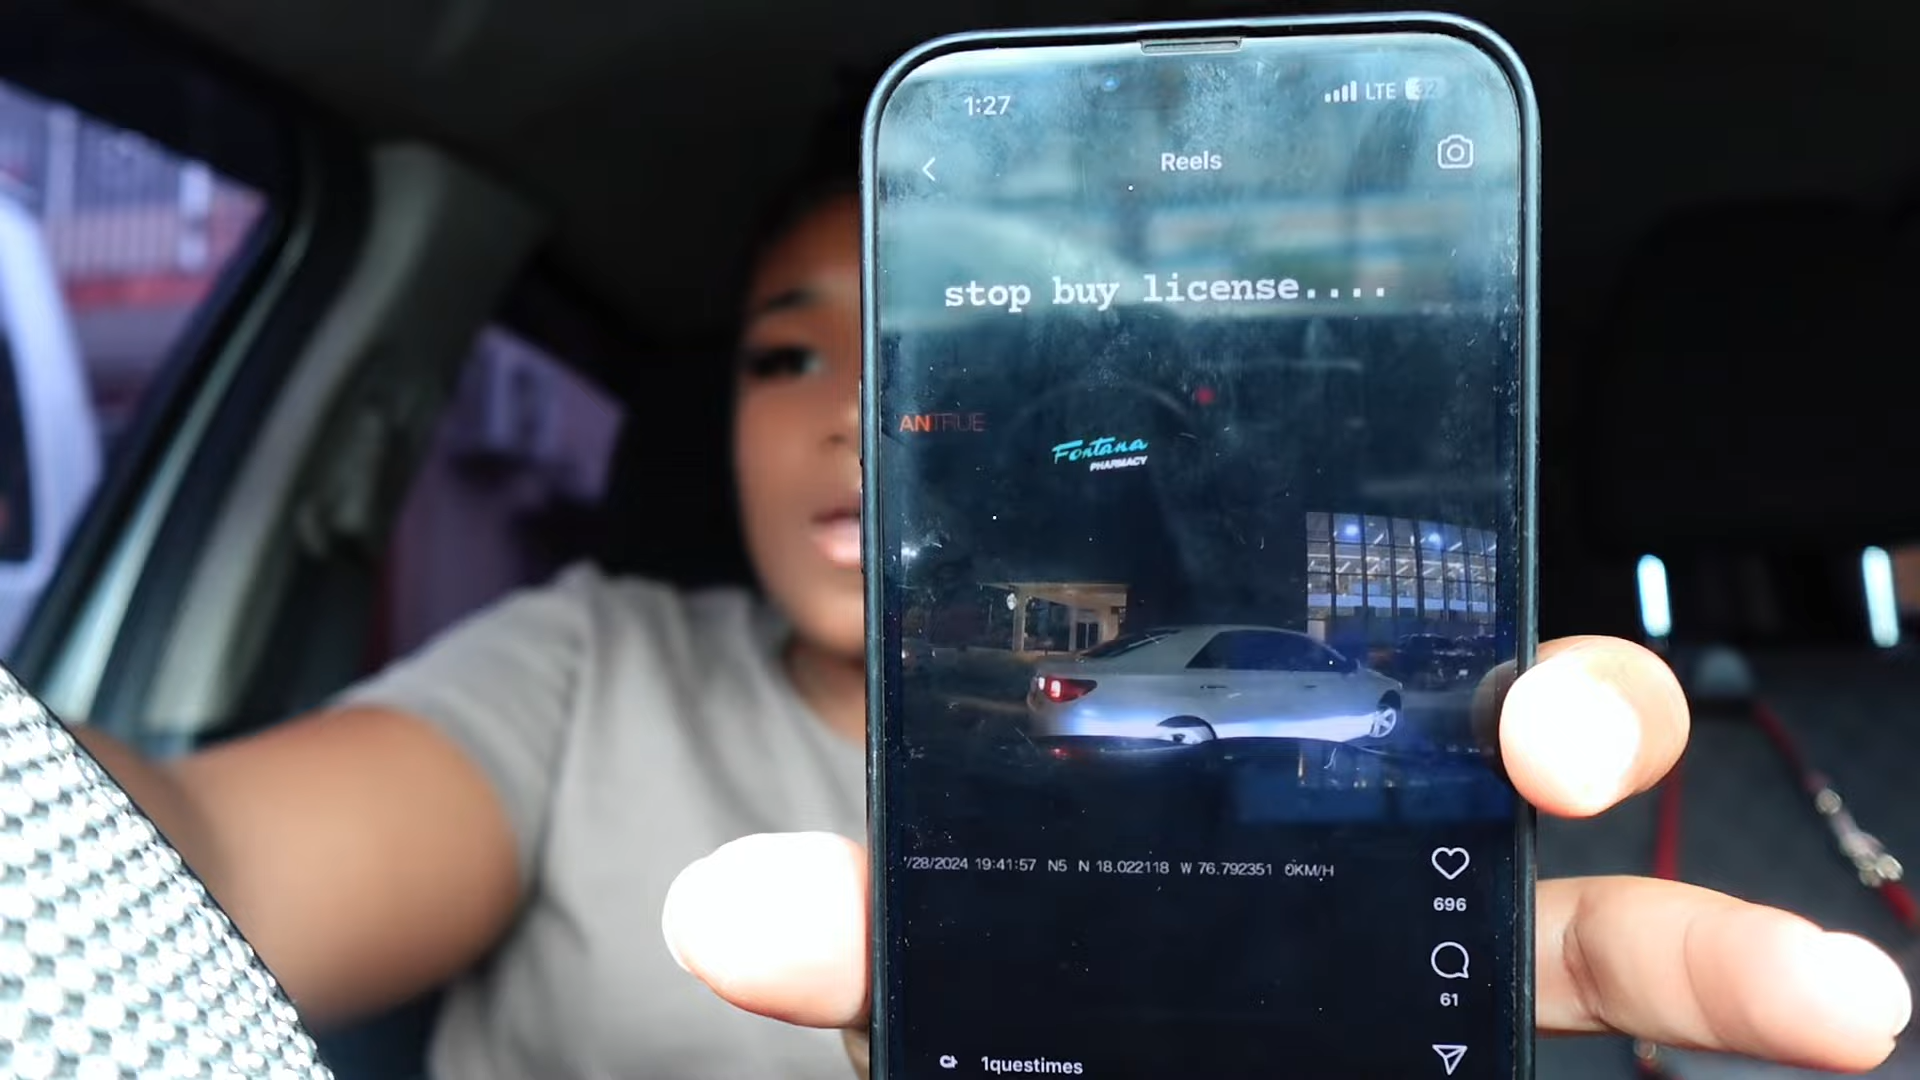 1:27
LTE
Reels
stop buy license....
ANTRUE
Fontana
PHARMACY
/28/2024 19:41:57 N5 N 18.022118 W 76.792351 0KM/H
696
61
1questimes